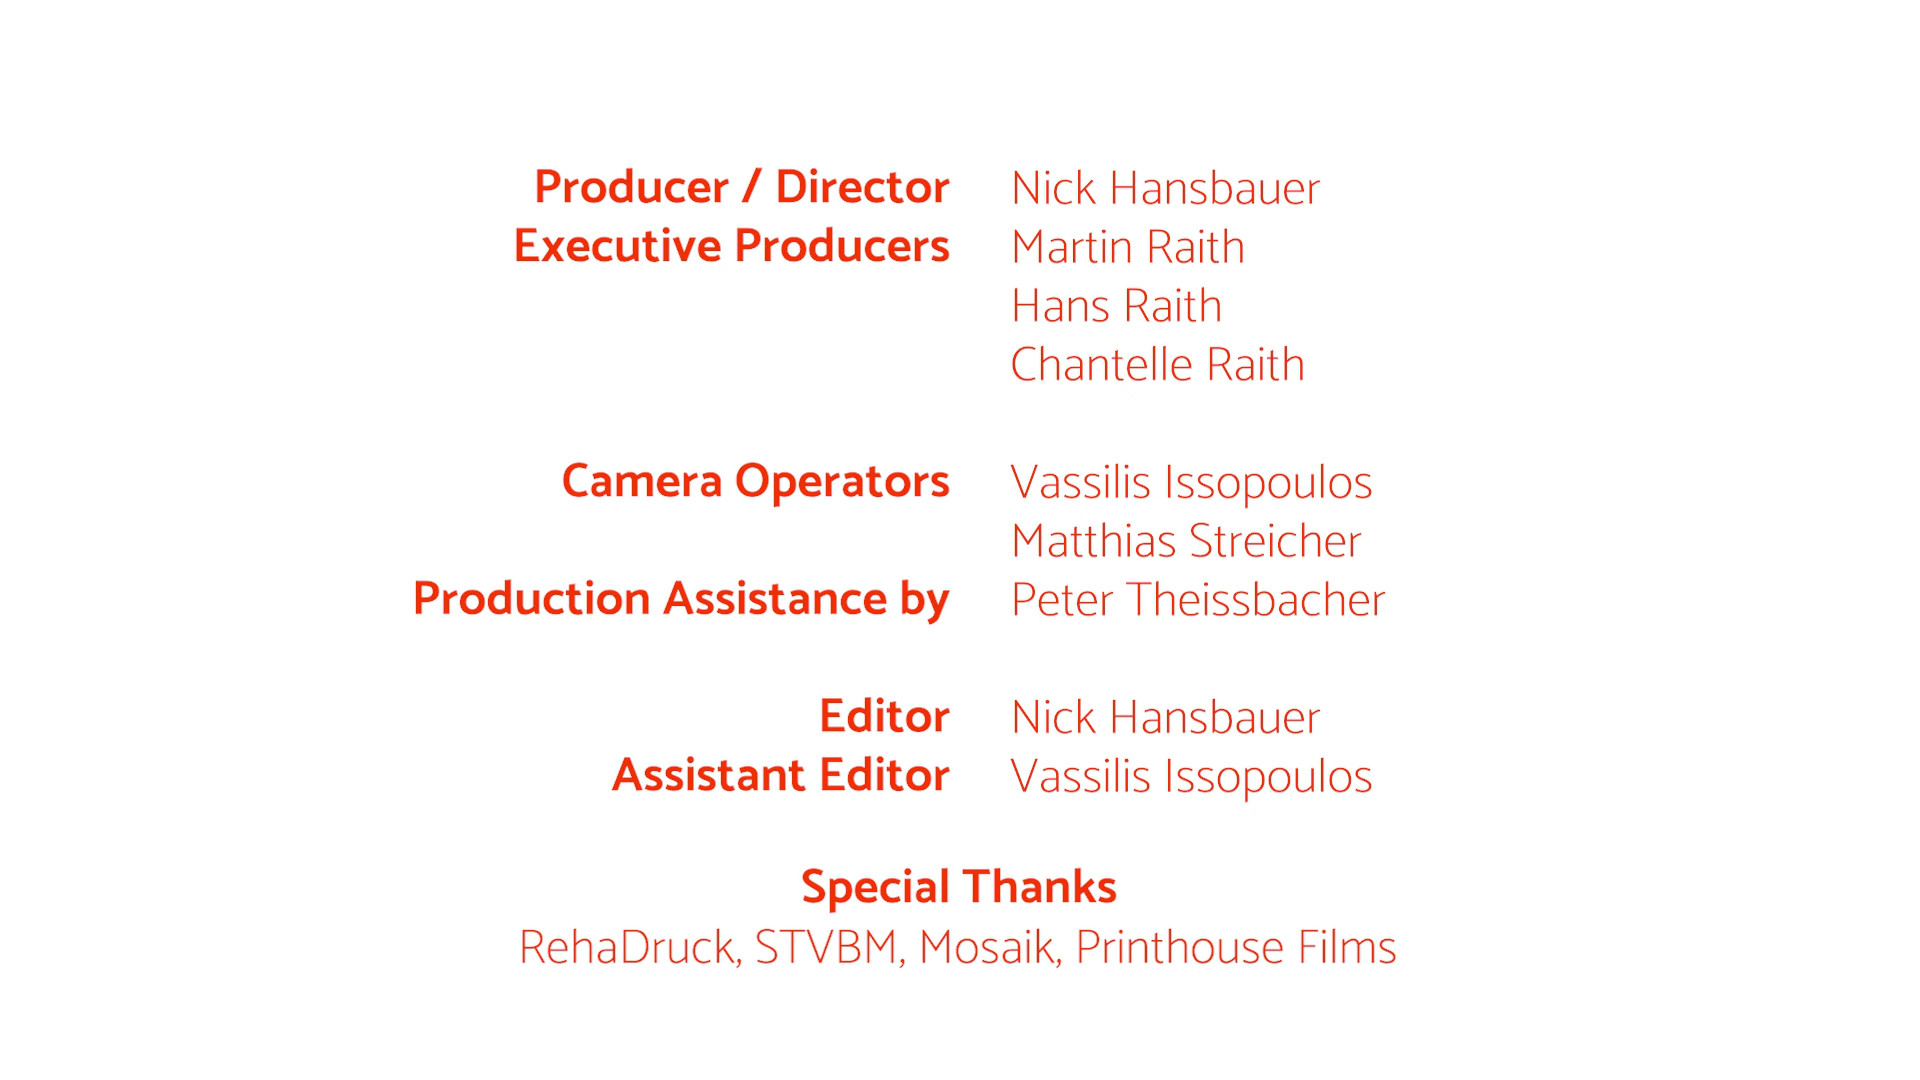 Producer / Director Nick Hansbauer
Executive Producers Martin Raith
Hans Raith
Chantelle Raith
Camera Operators Vassilis Issopoulos
Matthias Streicher
Production Assistance by Peter Theissbacher
Editor Nick Hansbauer
Assistant Editor Vassilis Issopoulos
Special Thanks
RehaDruck, STVBM, Mosaik, Printhouse Films